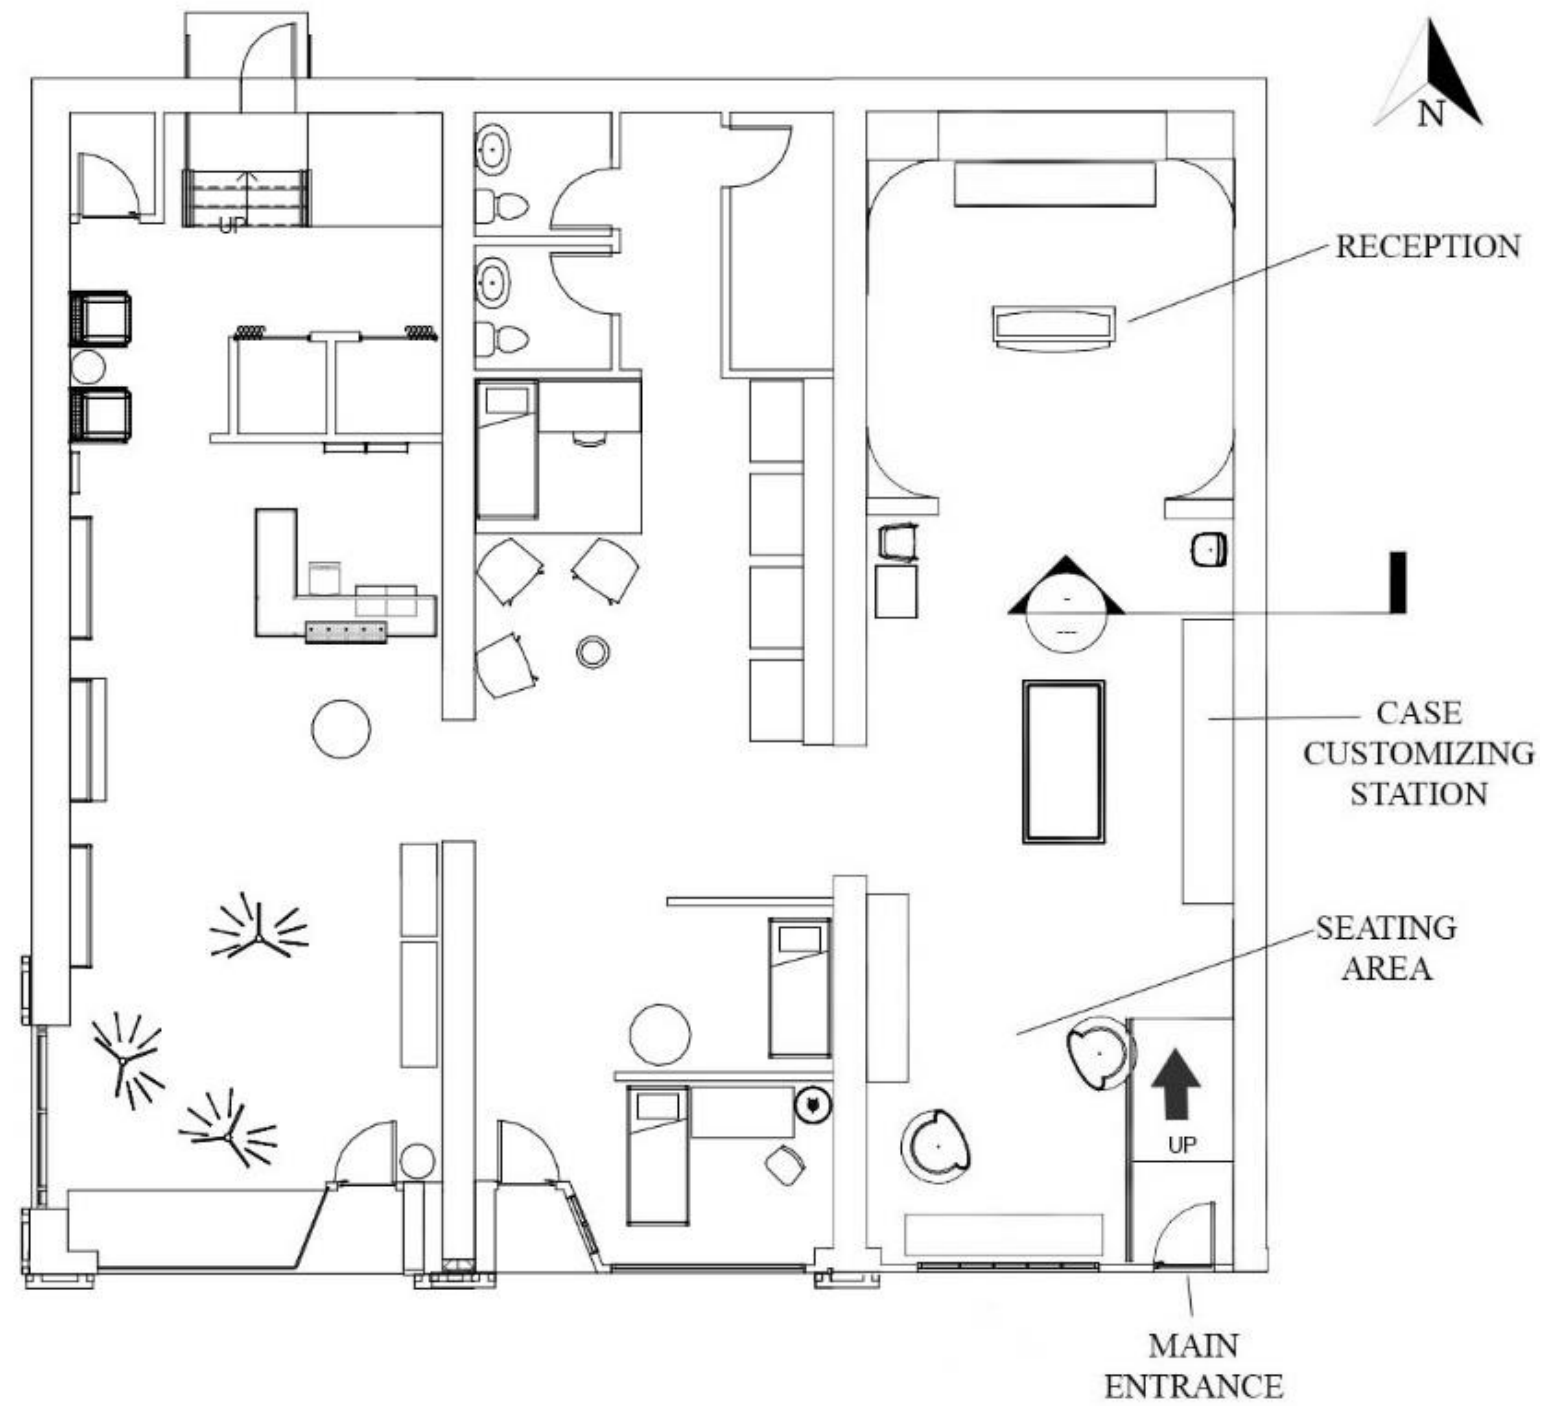 N
UP
RECEPTION
CASE
CUSTOMIZING
STATION
SEATING
AREA
UP
MAIN
ENTRANCE